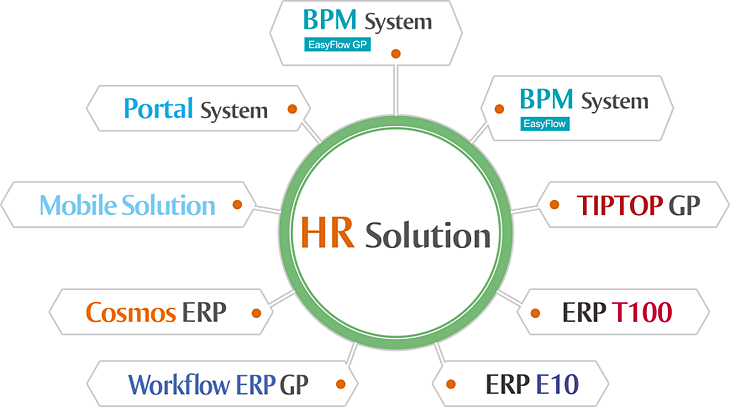 BPM System
EasyFlow GP
Portal System
BPM System
EasyFlow
Mobile Solution
TIPTOP GP
HR Solution
Cosmos ERP
ERP T100
Workflow ERP GP
ERP E10